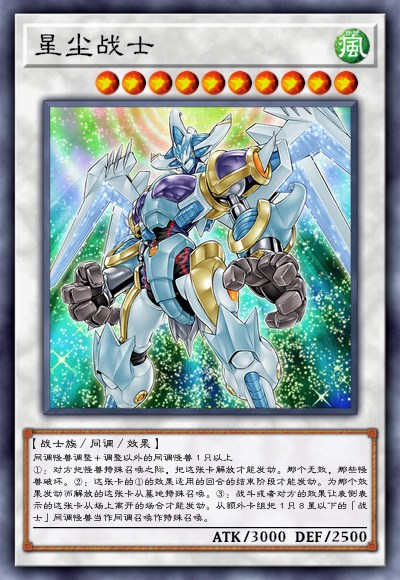 星尘战士
風
【战士族／同调／效果】
同调怪兽调整＋调整以外的同调怪兽1只以上
①：对方把怪兽特殊召唤之际，把这张卡解放才能发动。那个无效，那些怪
兽破坏。②：这张卡的①的效果适用的回合的结束阶段才能发动。为那个效
果发动而解放的这张卡从墓地特殊召唤。③：战斗或者对方的效果让表侧表
示的这张卡从场上离开的场合才能发动。从额外卡组把1只8星以下的「战
士」同调怪兽当作同调召唤作特殊召唤。
ATK/3000 DEF/2500